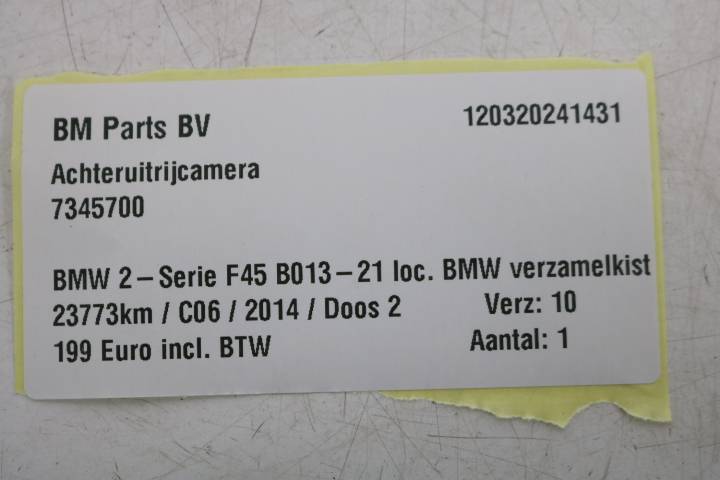 BM Parts BV 120320241431
Achteruitrijcamera
7345700
BMW 2-Serie F45 B013-21 loc. BMW verzamelkist
23773km / C06 / 2014 / Doos 2 Verz: 10
199 Euro incl. BTW Aantal: 1